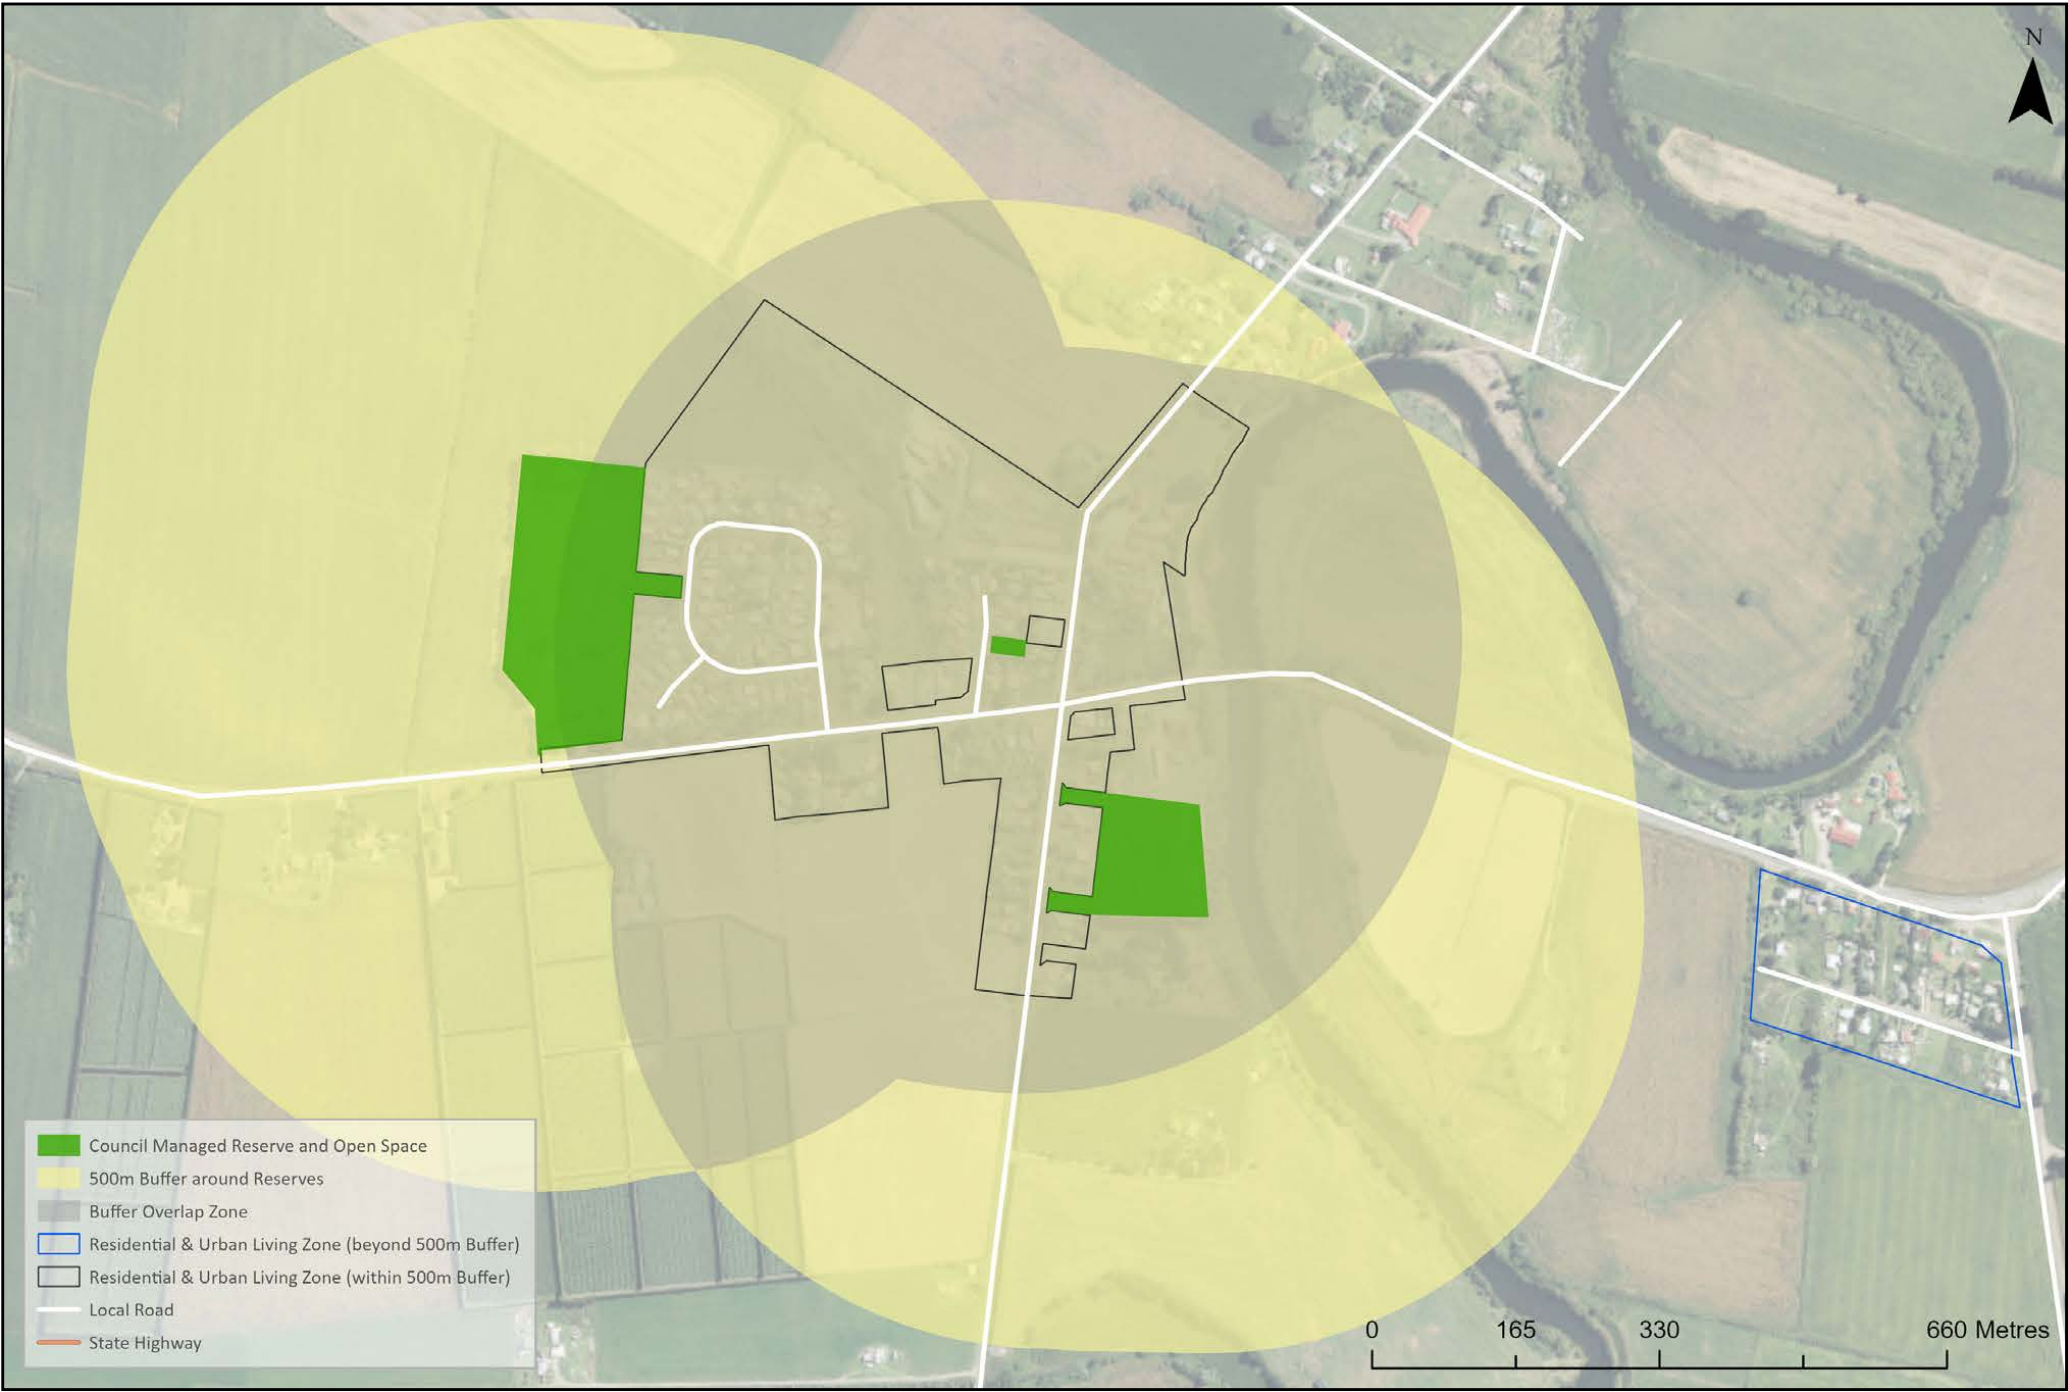 N
Council Managed Reserve and Open Space
500m Buffer around Reserves
Buffer Overlap Zone
Residential & Urban Living Zone (beyond 500m Buffer)
Residential & Urban Living Zone (within 500m Buffer)
Local Road
State Highway
0 165 330 660 Metres